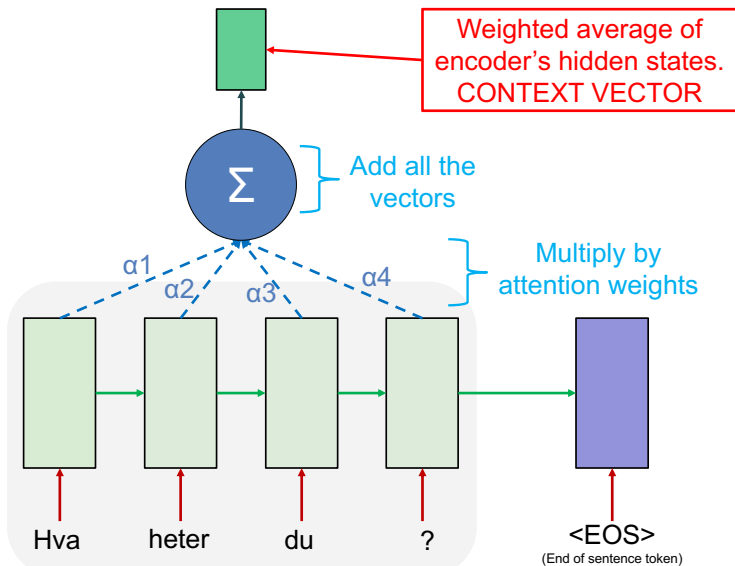 Weighted average of
encoder's hidden states.
CONTEXT VECTOR
Σ
Add all the
vectors
α1
α2
α3
α4
Multiply by
attention weights
Hva
heter
du
?
<EOS>
(End of sentence token)